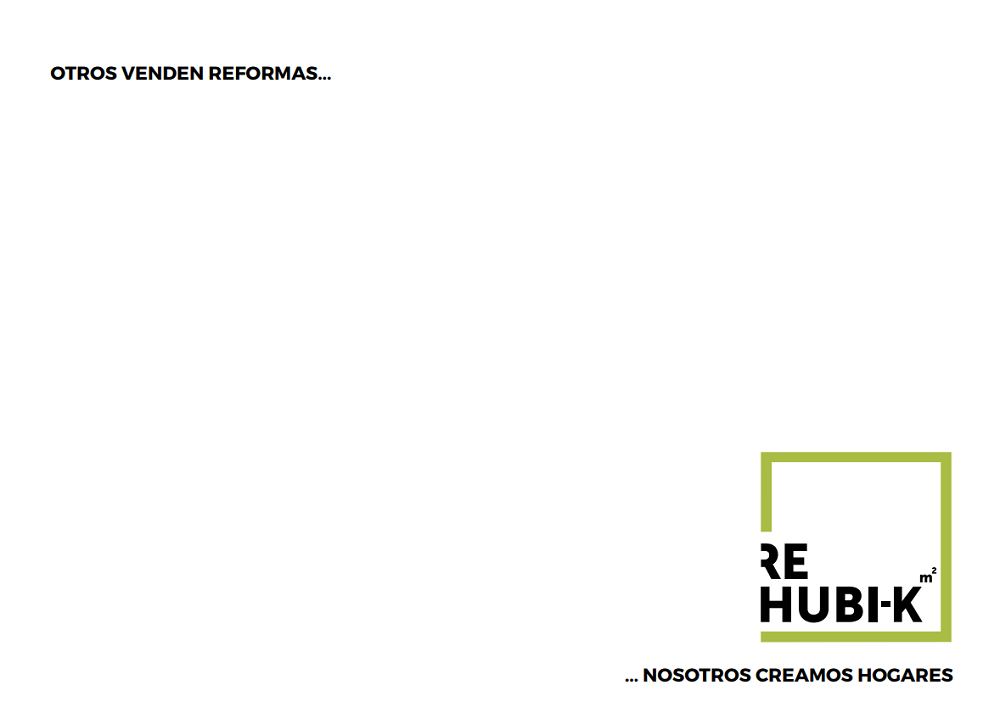 OTROS VENDEN REFORMAS...
RE
HUBI-K m²
... NOSOTROS CREAMOS HOGARES